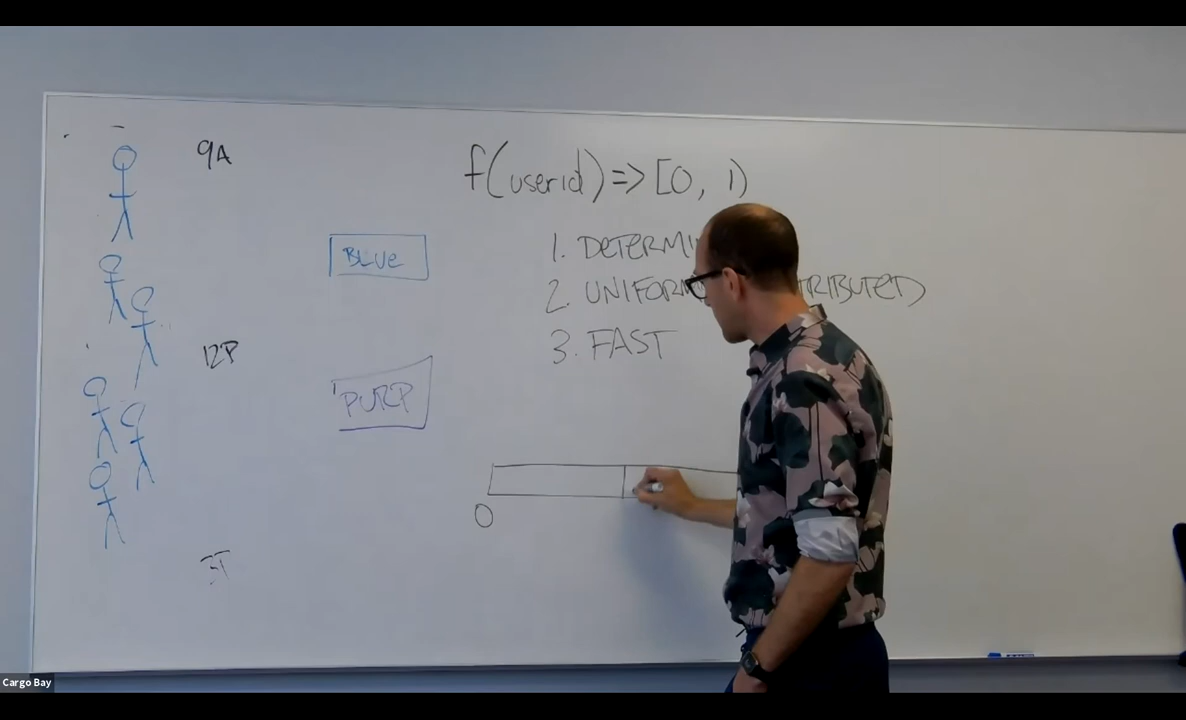 9A
f(userid) => [0, 1)
BLUE
1. DETERMI
2. UNIFORM TRIBUTED
3. FAST
12P
PURP
0
Cargo Bay